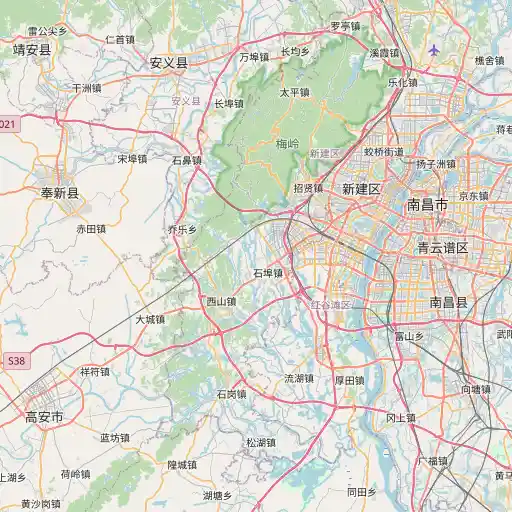 雷公尖乡
仁首镇
罗亭镇
靖安县
安义县
万埠镇
长均乡
溪霞镇
樵舍镇
乐化镇
干洲镇
安义县
长埠镇
太平镇
021
梅岭
新建区
蛟桥街道
宋埠镇
石鼻镇
扬子洲镇
奉新县
招贤镇
新建区
京东镇
南昌市
赤田镇
乔乐乡
青云谱区
石埠镇
西山镇
红谷滩区
南昌县
大城镇
富山乡
S38
祥符镇
流湖镇
厚田镇
石岗镇
向塘镇
高安市
冈上镇
蓝坊镇
松湖镇
隍城镇
广福镇
上湖乡
荷岭镇
黄沙岗镇
湖塘乡
同田乡